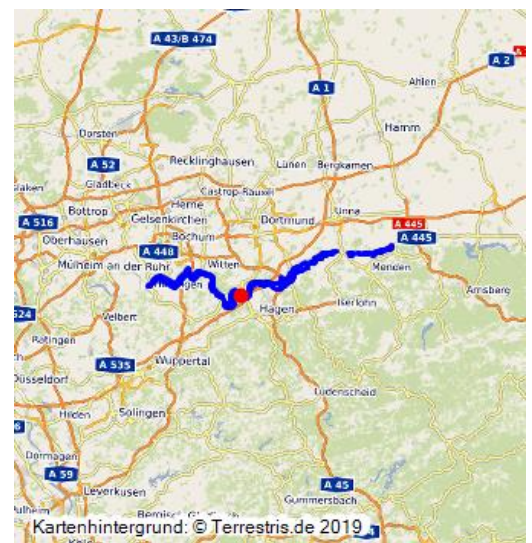 A 43/B 474
A 2
A 1
Ahlen
Dorsten
Hamm
A 52
Recklinghausen
Lünen
Bergkamen
Gladbeck
Castrop-Rauxel
Bottrop
Herne
Unna
A 516
Gelsenkirchen
Dortmund
A 445
Oberhausen
Bochum
A 445
A 448
Mülheim an der Ruhr
Witten
Menden
Hagen
Iserlohn
Arnsberg
Velbert
Ratingen
A 535
Wuppertal
Düsseldorf
Solingen
Lüdenscheid
Hilden
Dormagen
A 59
Leverkusen
A 45
Gummersbach
Kartenhintergrund: © Terrestris.de 2019